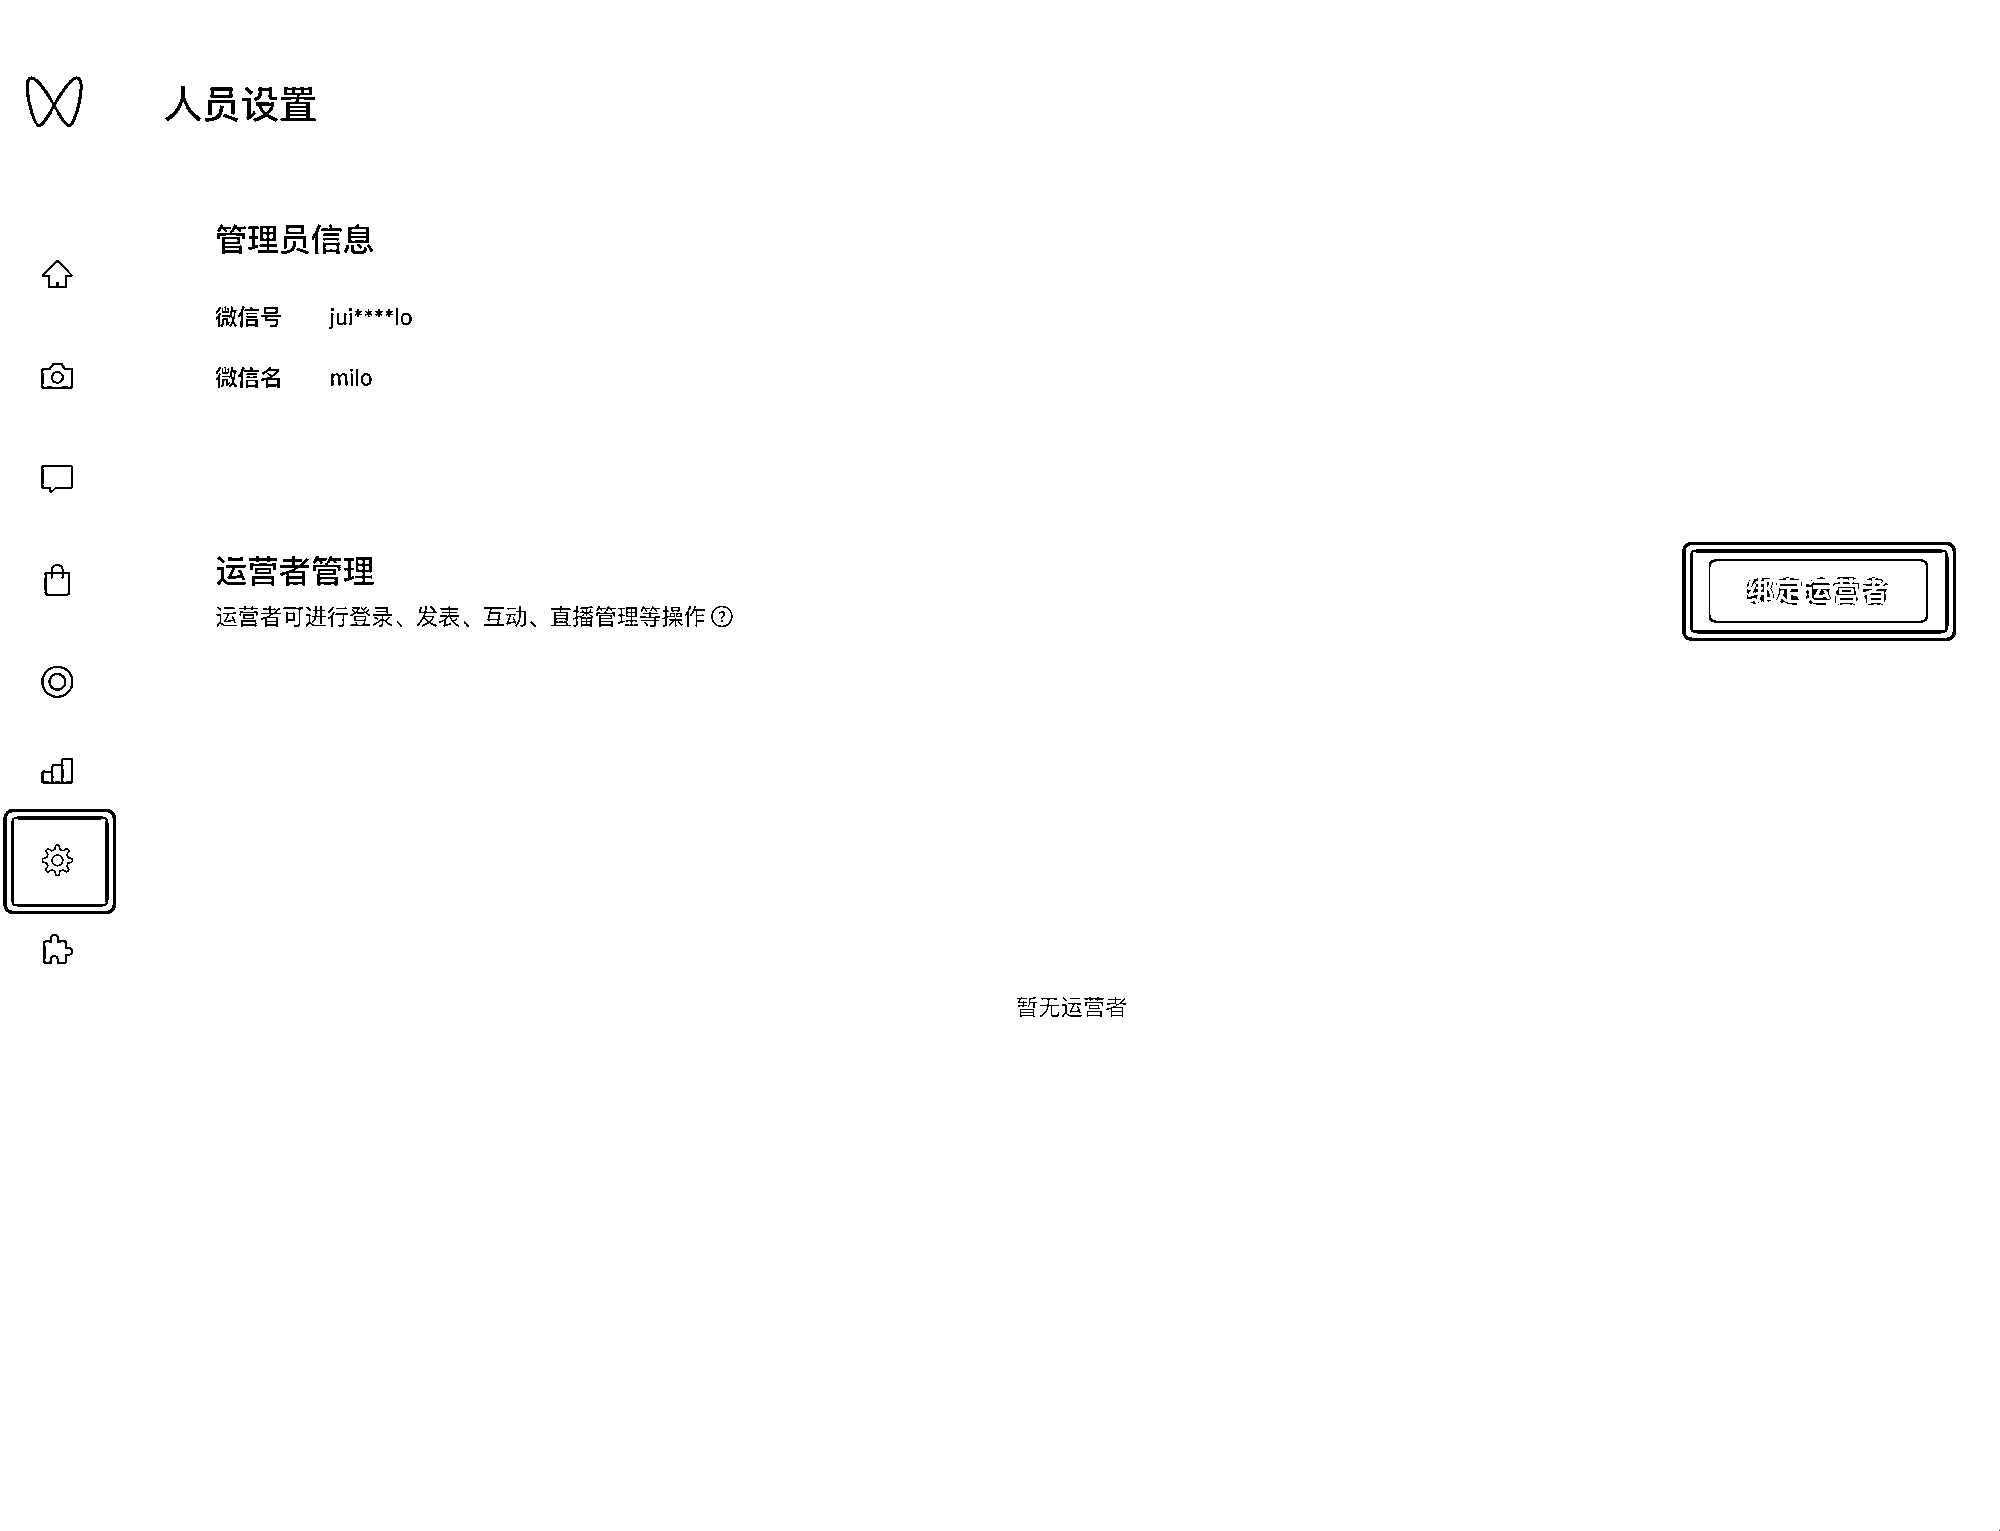 人员设置
管理员信息
微信号 jui****lo
微信名 milo
运营者管理
运营者可进行登录、发表、互动、直播管理等操作
绑定运营者
暂无运营者